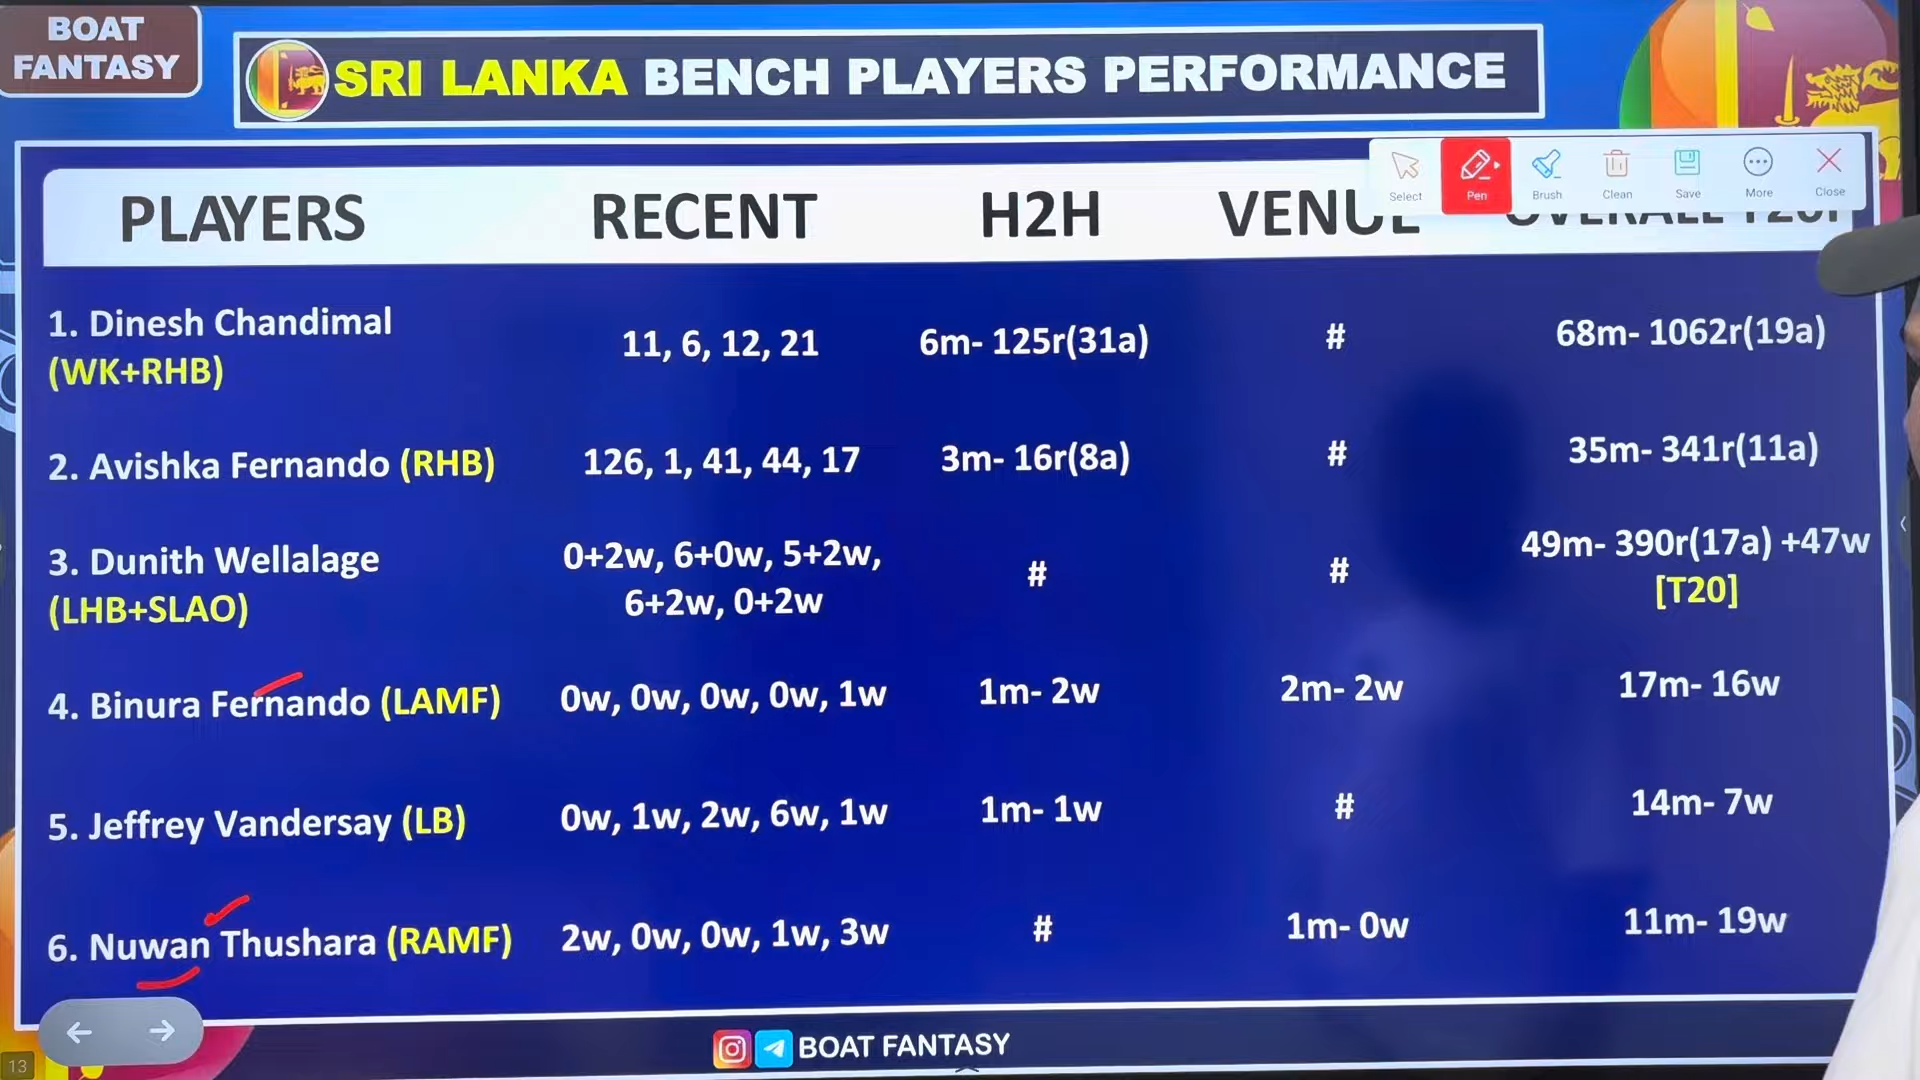 BOAT
FANTASY
SRI LANKA BENCH PLAYERS PERFORMANCE
Select
Pen
Brush
Clean
Save
More
Close
PLAYERS RECENT H2H VENUE OVERALL T20I
1. Dinesh Chandimal
(WK+RHB)
11, 6, 12, 21 6m- 125r(31a) # 68m- 1062r(19a)
2. Avishka Fernando (RHB) 126, 1, 41, 44, 17 3m- 16r(8a) # 35m- 341r(11a)
3. Dunith Wellalage
(LHB+SLAO)
0+2w, 6+0w, 5+2w,
6+2w, 0+2w
# # 49m- 390r(17a) +47w
[T20]
4. Binura Fernando (LAMF) 0w, 0w, 0w, 0w, 1w 1m- 2w 2m- 2w 17m- 16w
5. Jeffrey Vandersay (LB) 0w, 1w, 2w, 6w, 1w 1m- 1w # 14m- 7w
6. Nuwan Thushara (RAMF) 2w, 0w, 0w, 1w, 3w # 1m- 0w 11m- 19w
BOAT FANTASY
13